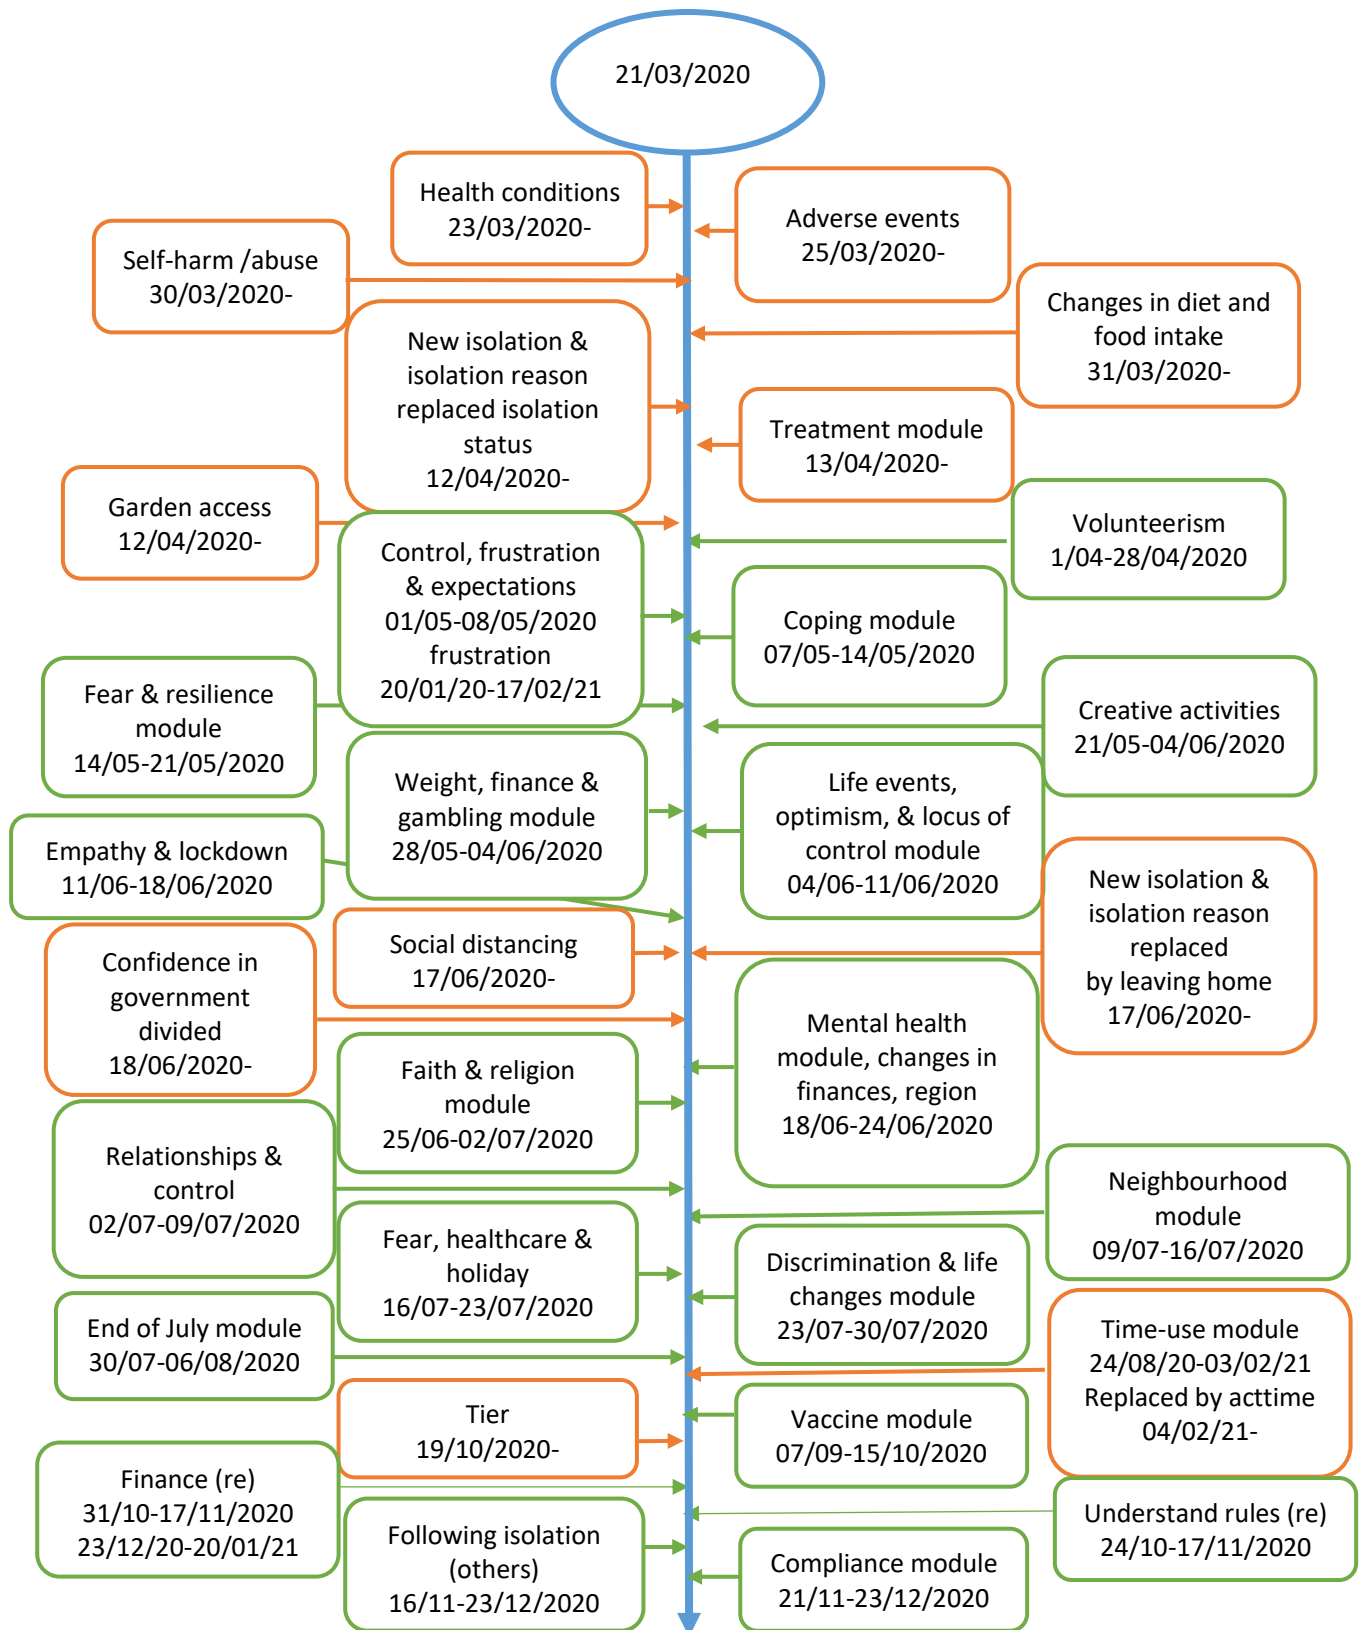 21/03/2020
Health conditions
23/03/2020-
Adverse events
25/03/2020-
Self-harm /abuse
30/03/2020-
Changes in diet and
food intake
31/03/2020-
New isolation &
isolation reason
replaced isolation
status
12/04/2020-
Treatment module
13/04/2020-
Garden access
12/04/2020-
Volunteerism
1/04-28/04/2020
Control, frustration
& expectations
01/05-08/05/2020
frustration
20/01/20-17/02/21
Coping module
07/05-14/05/2020
Fear & resilience
module
14/05-21/05/2020
Creative activities
21/05-04/06/2020
Weight, finance &
gambling module
28/05-04/06/2020
Life events,
optimism, & locus of
control module
04/06-11/06/2020
Empathy & lockdown
11/06-18/06/2020
New isolation &
isolation reason
replaced
by leaving home
17/06/2020-
Social distancing
17/06/2020-
Confidence in
government
divided
18/06/2020-
Mental health
module, changes in
finances, region
18/06-24/06/2020
Faith & religion
module
25/06-02/07/2020
Relationships &
control
02/07-09/07/2020
Neighbourhood
module
09/07-16/07/2020
Fear, healthcare &
holiday
16/07-23/07/2020
Discrimination & life
changes module
23/07-30/07/2020
End of July module
30/07-06/08/2020
Time-use module
24/08/20-03/02/21
Replaced by acttime
04/02/21-
Tier
19/10/2020-
Vaccine module
07/09-15/10/2020
Finance (re)
31/10-17/11/2020
23/12/20-20/01/21
Understand rules (re)
24/10-17/11/2020
Following isolation
(others)
16/11-23/12/2020
Compliance module
21/11-23/12/2020